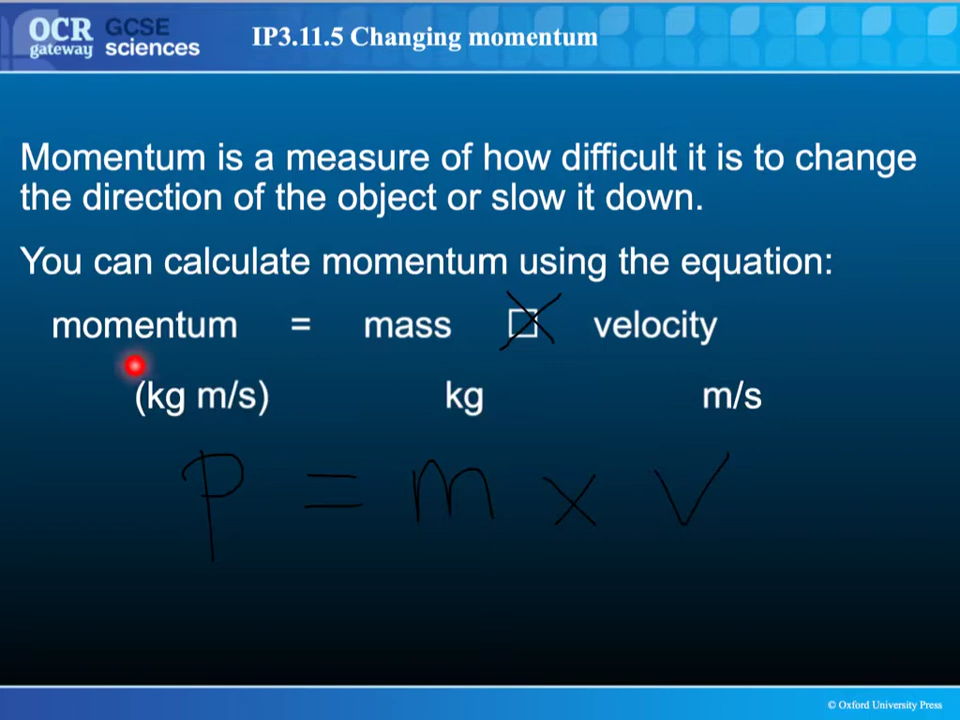 OCR gateway GCSE sciences
IP3.11.5 Changing momentum
Momentum is a measure of how difficult it is to change
the direction of the object or slow it down.
You can calculate momentum using the equation:
momentum = mass × velocity
(kg m/s) kg m/s
P = m × v
© Oxford University Press